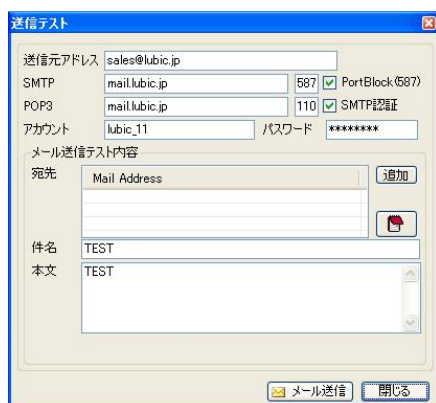 送信テスト
送信元アドレス sales@lubic.jp
SMTP mail.lubic.jp 587 PortBlock(587)
POP3 mail.lubic.jp 110 SMTP認証
アカウント lubic_11 パスワード ********
メール送信テスト内容
宛先 Mail Address 追加
件名 TEST
本文 TEST
メール送信 閉じる